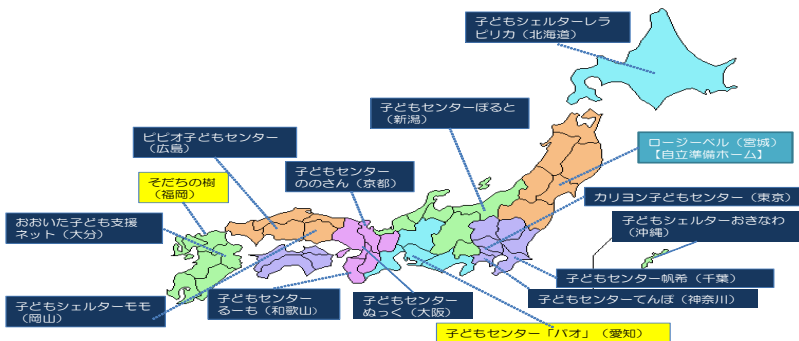 子どもシェルターレラ
ピリカ（北海道）
子どもセンターぽると
（新潟）
ピピオ子どもセンター
（広島）
子どもセンター
ののさん（京都）
ロージーベル（宮城）
【自立準備ホーム】
そだちの樹
（福岡）
カリヨン子どもセンター（東京）
おおいた子ども支援
ネット（大分）
子どもシェルターおきなわ
（沖縄）
子どもセンター帆希（千葉）
子どもシェルターモモ
（岡山）
子どもセンター
るーも（和歌山）
子どもセンター
ぬっく（大阪）
子どもセンターてんぽ（神奈川）
子どもセンター「パオ」（愛知）